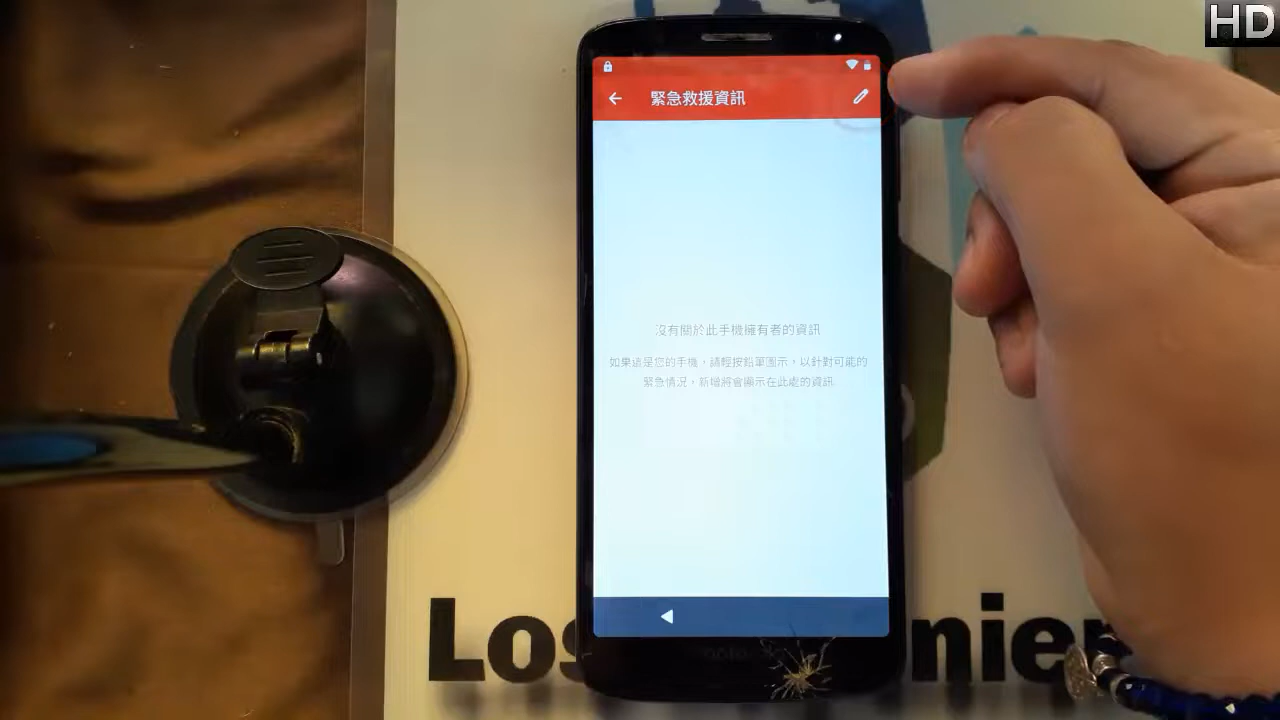 HD
緊急救援資訊
沒有關於此手機擁有者的資訊
如果這是您的手機，請輕按鉛筆圖示，以針對可能的
緊急情況，新增將會顯示在此處的資訊
Los nie